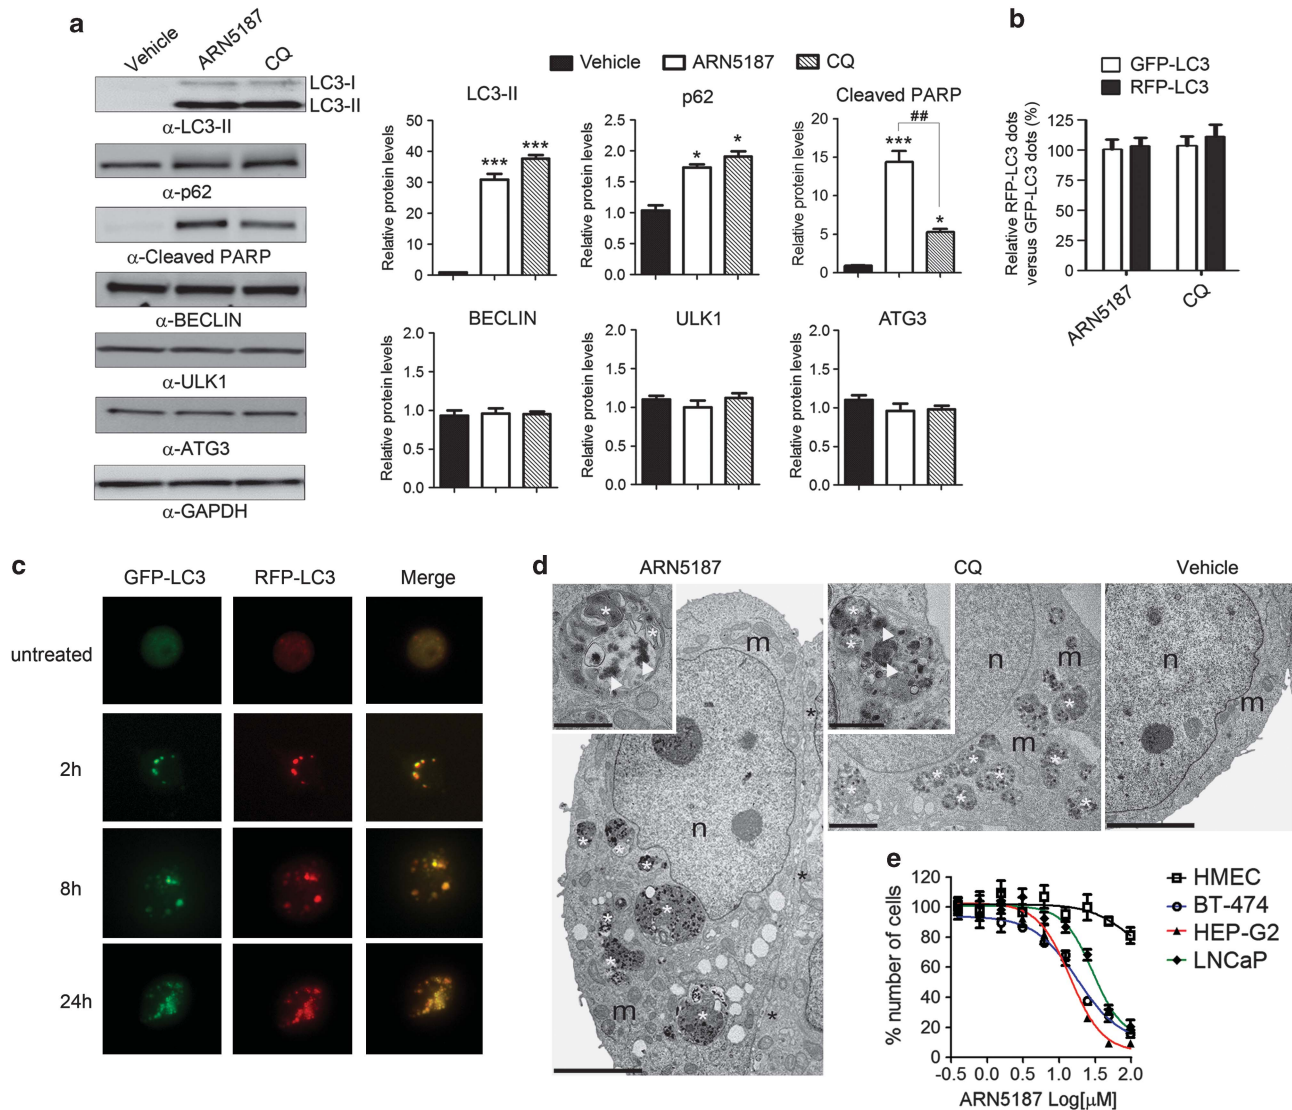 a
Vehicle
ARN5187
CQ
LC3-I
LC3-II
α-LC3-II
α-p62
α-Cleaved PARP
α-BECLIN
α-ULK1
α-ATG3
α-GAPDH
Vehicle ARN5187 CQ
LC3-II
Relative protein levels
50
40
30
20
10
0
***
***
p62
Relative protein levels
2.5
2.0
1.5
1.0
0.5
0.0
*
*
Cleaved PARP
Relative protein levels
20
15
10
5
0
***
##
*
BECLIN
Relative protein levels
2.0
1.5
1.0
0.5
0.0
ULK1
Relative protein levels
2.0
1.5
1.0
0.5
0.0
ATG3
Relative protein levels
2.0
1.5
1.0
0.5
0.0
b
GFP-LC3
RFP-LC3
Relative RFP-LC3 dots
versus GFP-LC3 dots (%)
125
100
75
50
25
0
ARN5187
CQ
c
GFP-LC3 RFP-LC3 Merge
untreated
2h
8h
24h
d
ARN5187
CQ
Vehicle
* * m
* n
* * * *
* * * *
m * *
* * n m
* m
* * * * * * *
n m
e
% number of cells
120
100
80
60
40
20
0
-0.5 0.0 0.5 1.0 1.5 2.0
ARN5187 Log[μM]
HMEC
BT-474
HEP-G2
LNCaP